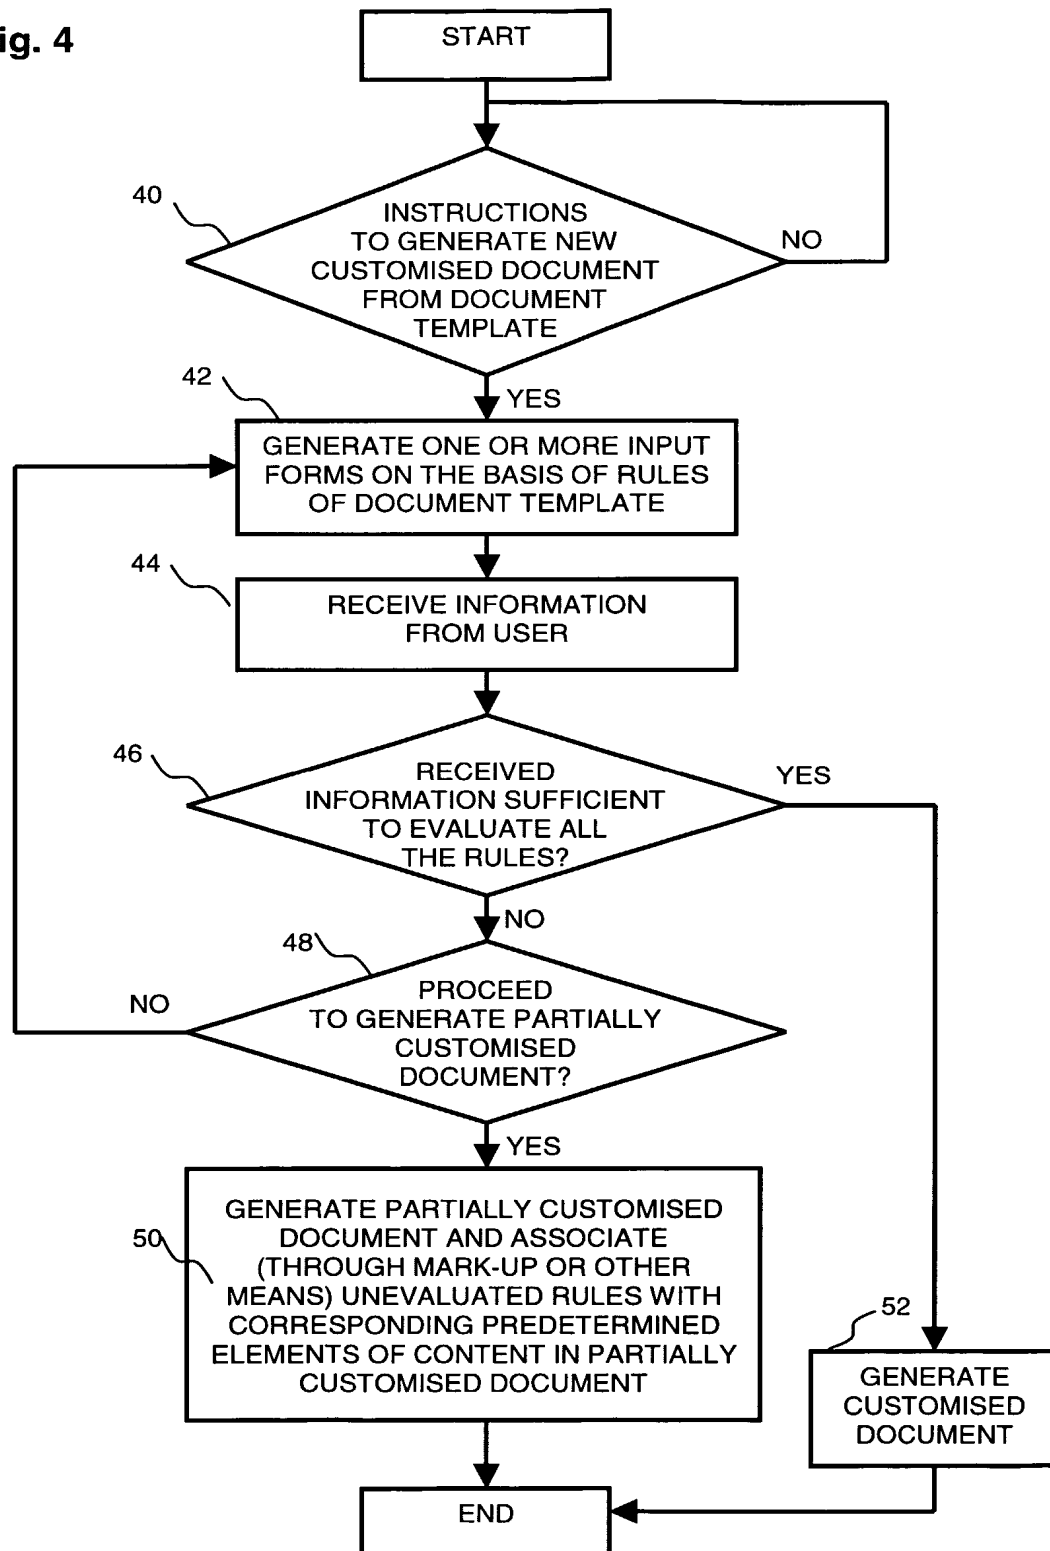 ig. 4
START
40
INSTRUCTIONS
TO GENERATE NEW
CUSTOMISED DOCUMENT
FROM DOCUMENT
TEMPLATE
NO
YES
42
GENERATE ONE OR MORE INPUT
FORMS ON THE BASIS OF RULES
OF DOCUMENT TEMPLATE
44
RECEIVE INFORMATION
FROM USER
46
RECEIVED
INFORMATION SUFFICIENT
TO EVALUATE ALL
THE RULES?
YES
NO
48
PROCEED
TO GENERATE PARTIALLY
CUSTOMISED
DOCUMENT?
NO
YES
50
GENERATE PARTIALLY CUSTOMISED
DOCUMENT AND ASSOCIATE
(THROUGH MARK-UP OR OTHER
MEANS) UNEVALUATED RULES WITH
CORRESPONDING PREDETERMINED
ELEMENTS OF CONTENT IN PARTIALLY
CUSTOMISED DOCUMENT
52
GENERATE
CUSTOMISED
DOCUMENT
END